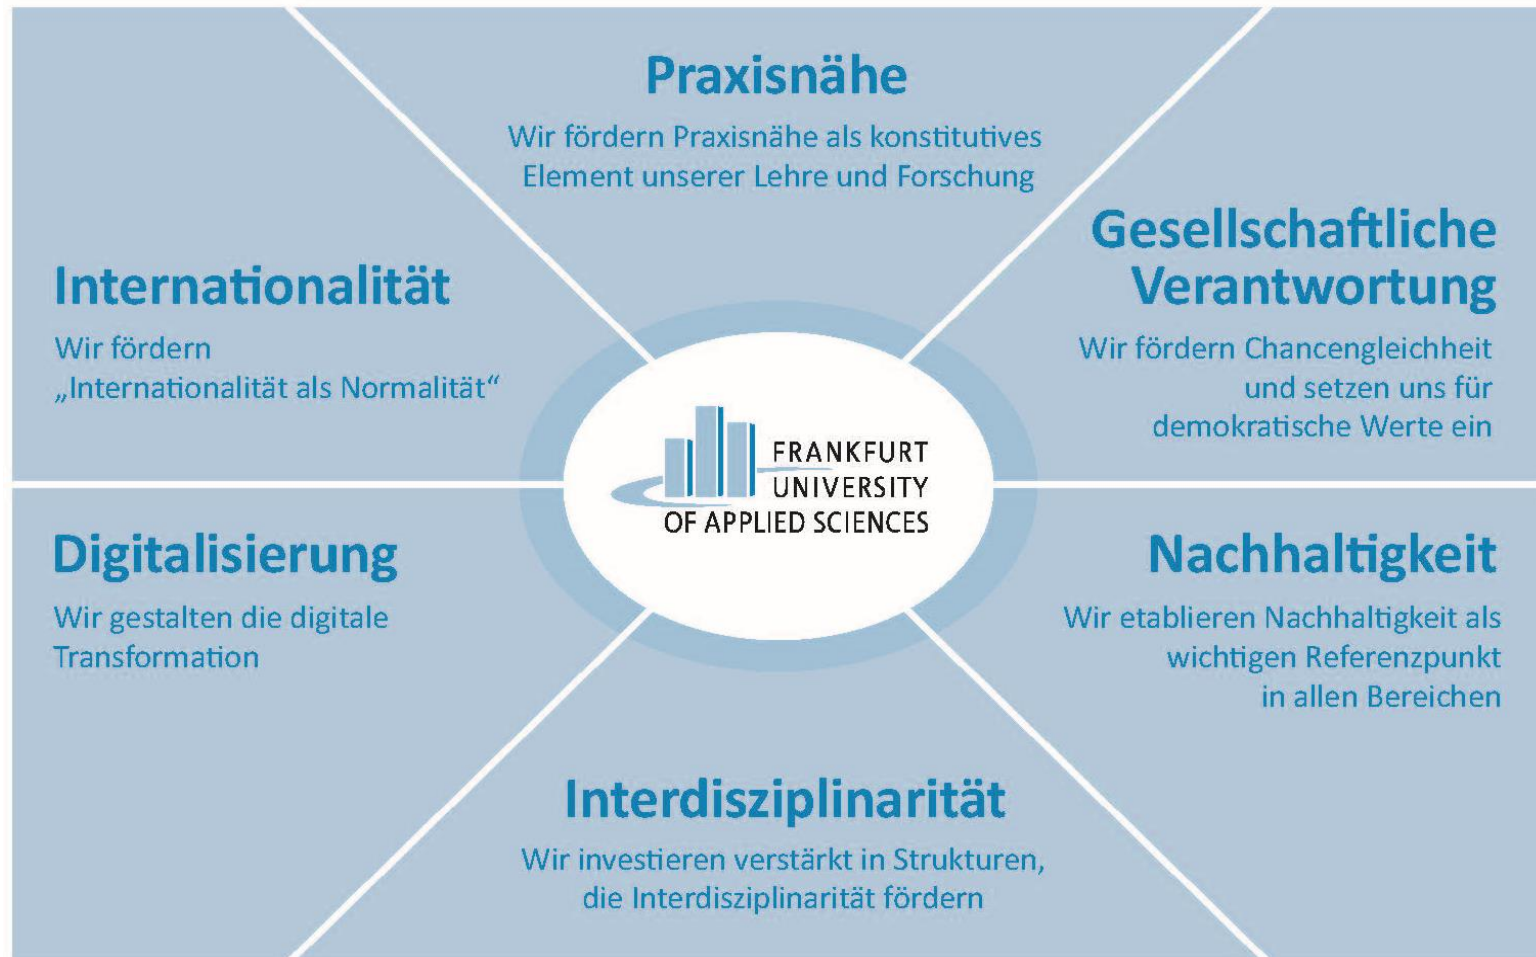 Praxisnähe
Wir fördern Praxisnähe als konstitutives
Element unserer Lehre und Forschung
Gesellschaftliche
Verantwortung
Wir fördern Chancengleichheit
und setzen uns für
demokratische Werte ein
Internationalität
Wir fördern
„Internationalität als Normalität“
FRANKFURT
UNIVERSITY
OF APPLIED SCIENCES
Digitalisierung
Wir gestalten die digitale
Transformation
Nachhaltigkeit
Wir etablieren Nachhaltigkeit als
wichtigen Referenzpunkt
in allen Bereichen
Interdisziplinarität
Wir investieren verstärkt in Strukturen,
die Interdisziplinarität fördern